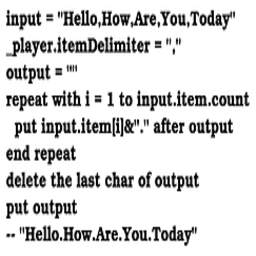 input = "Hello,How,Are,You,Today"
_player.itemDelimiter = ","
output = ""
repeat with i = 1 to input.item.count
  put input.item[i]&"." after output
end repeat
delete the last char of output
put output
-- "Hello.How.Are.You.Today"